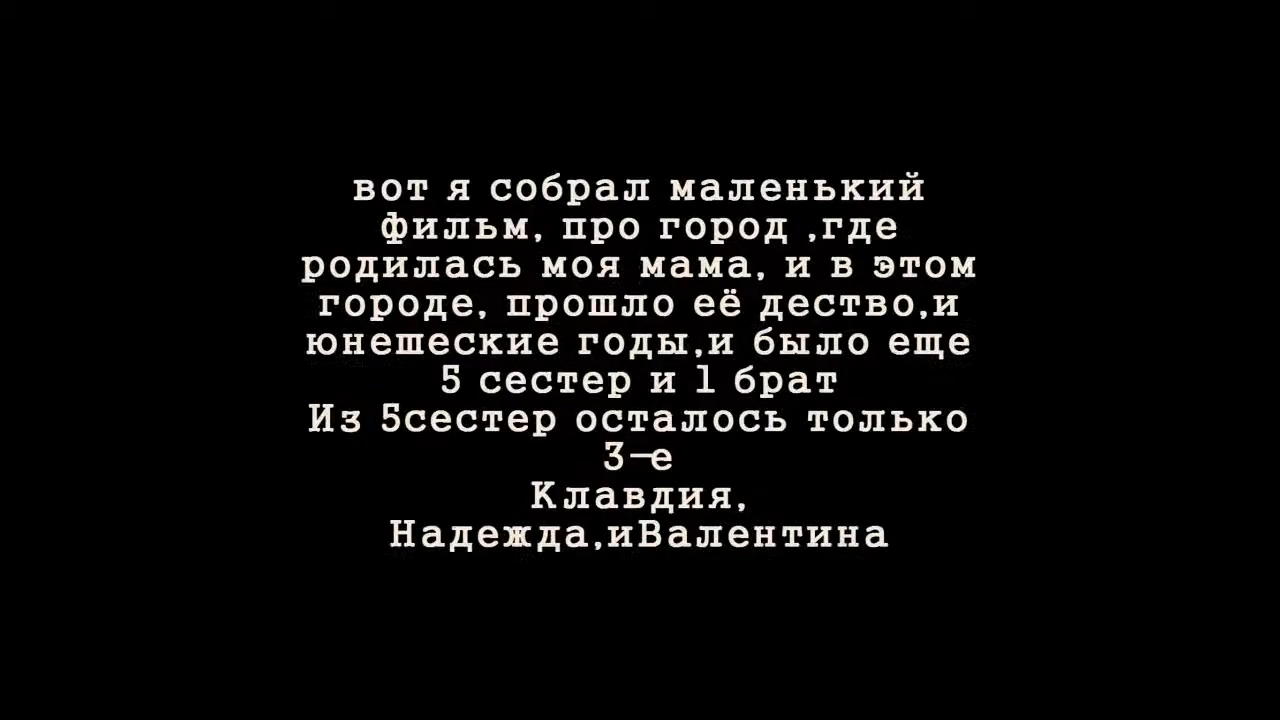 вот я собрал маленький
фильм, про город ,где
родилась моя мама, и в этом
городе, прошло её дество,и
юнешеские годы,и было еще
5 сестер и 1 брат
Из 5сестер осталось только
3-е
Клавдия,
Надежда,иВалентина